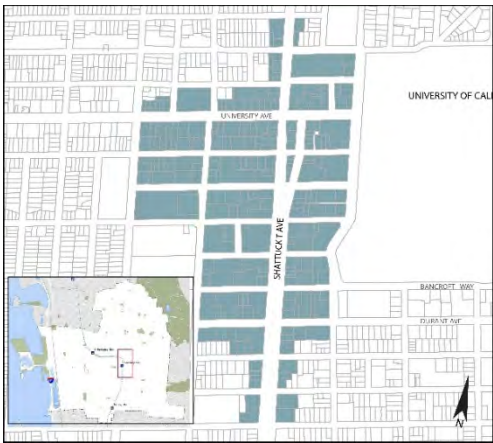 UNIVERSITY OF CALI
UNIVERSITY AVE
SHATTUCK AVE
BANCROFT WAY
DURANT AVE